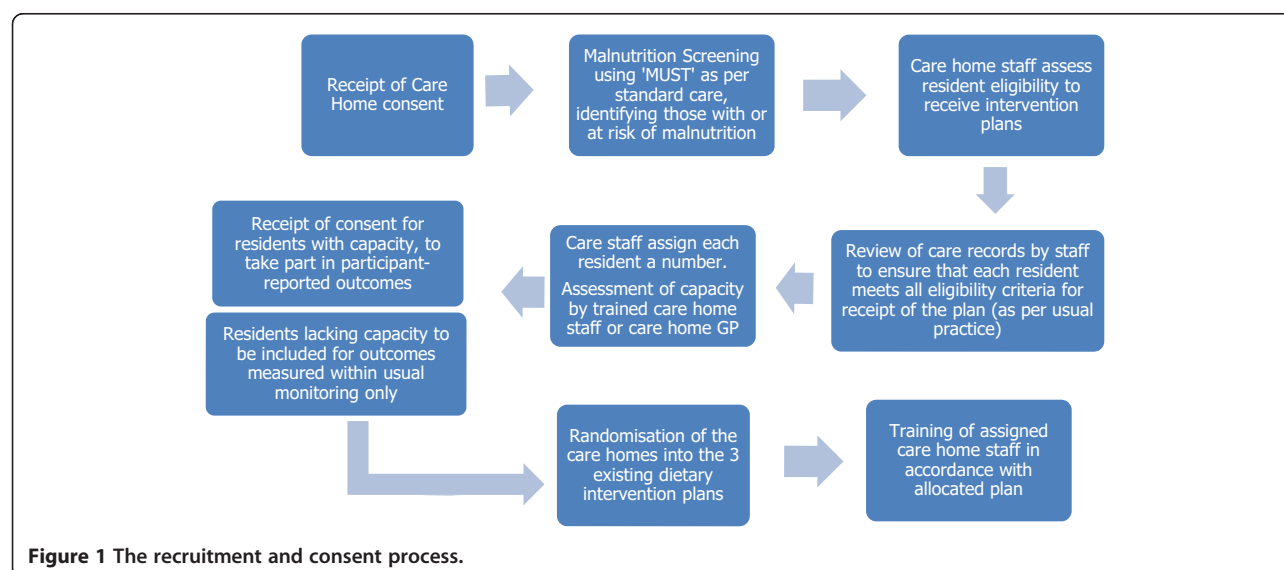 Receipt of Care
Home consent
Malnutrition Screening
using 'MUST' as per
standard care,
identifying those with or
at risk of malnutrition
Care home staff assess
resident eligibility to
receive intervention
plans
Review of care records by staff
to ensure that each resident
meets all eligibility criteria for
receipt of the plan (as per usual
practice)
Care staff assign each
resident a number.
Assessment of capacity
by trained care home
staff or care home GP
Receipt of consent for
residents with capacity, to
take part in participant-
reported outcomes
Residents lacking capacity to
be included for outcomes
measured within usual
monitoring only
Randomisation of the
care homes into the 3
existing dietary
intervention plans
Training of assigned
care home staff in
accordance with
allocated plan
Figure 1 The recruitment and consent process.